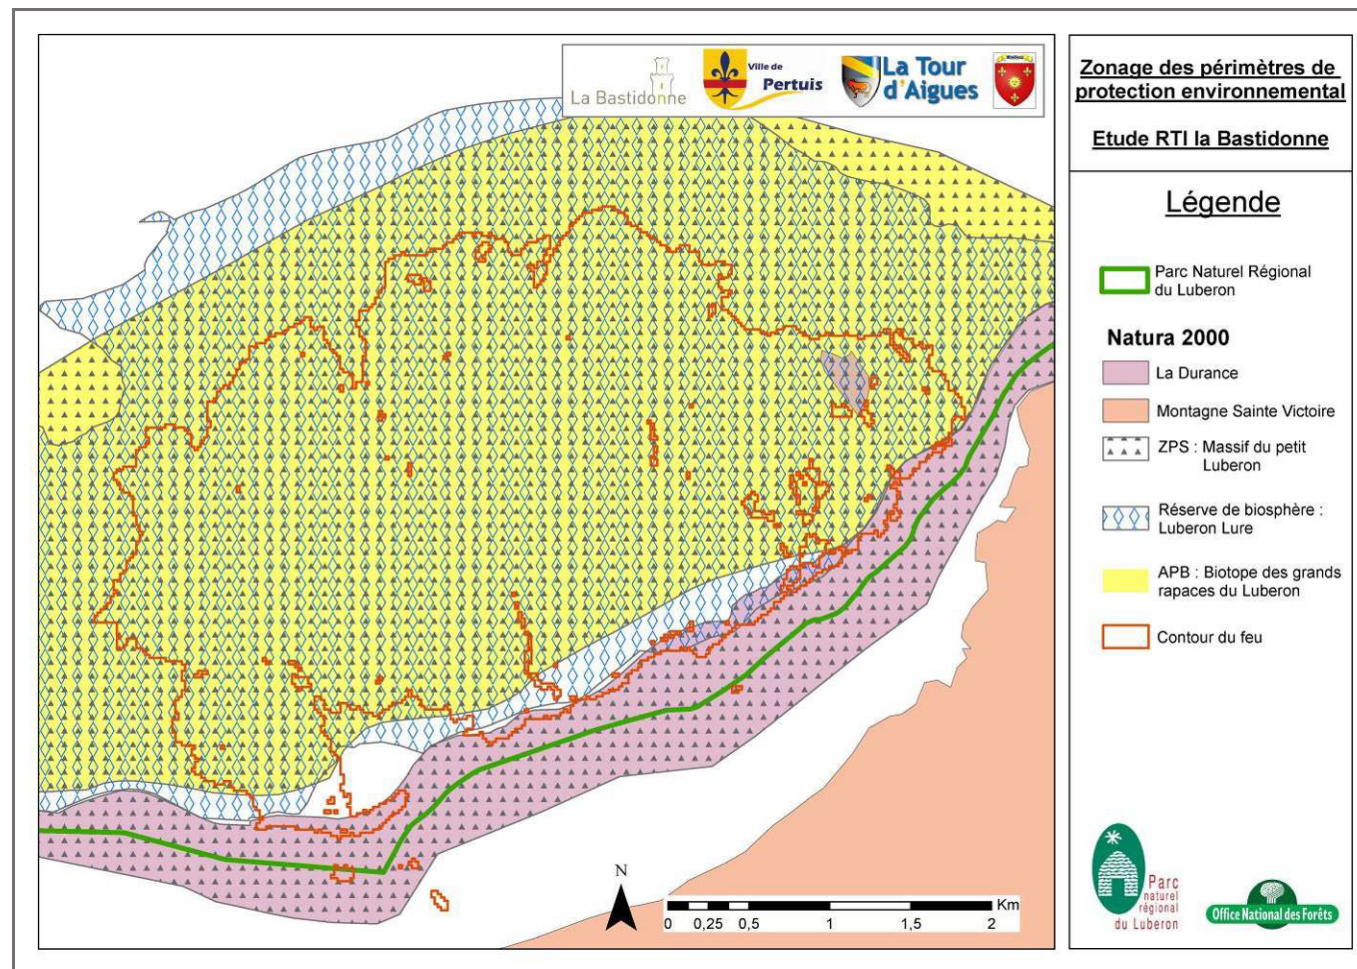 La Bastidonne
Ville de
Pertuis
La Tour
d'Aigues
Zonage des périmètres de
protection environnemental
Etude RTI la Bastidonne
Légende
Parc Naturel Régional
du Luberon
Natura 2000
La Durance
Montagne Sainte Victoire
ZPS : Massif du petit
Luberon
Réserve de biosphère :
Luberon Lure
APB : Biotope des grands
rapaces du Luberon
Contour du feu
N
Km
0 0,25 0,5 1 1,5 2
Parc
naturel
régional
du Luberon
Office National des Forêts